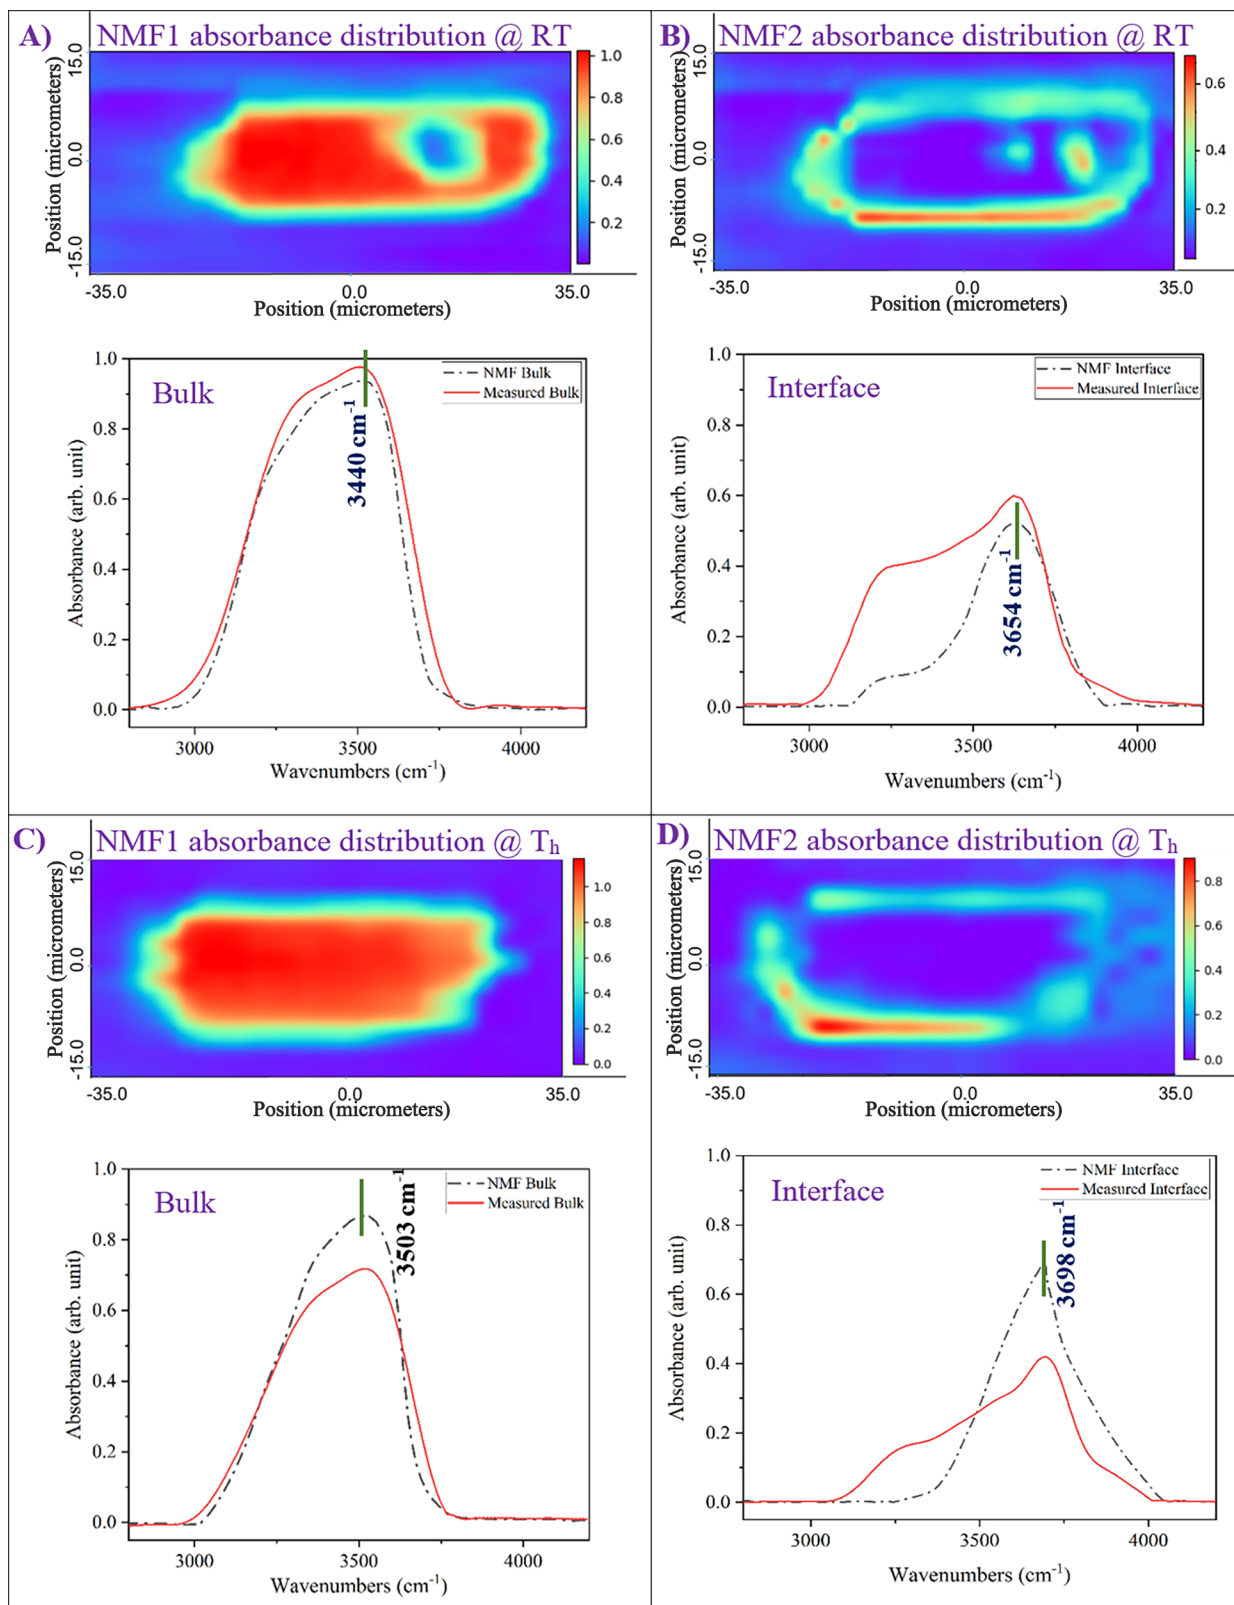 A) NMF1 absorbance distribution @ RT
Position (micrometers)
15.0
0.0
-15.0
-35.0 0.0 35.0
Position (micrometers)
1.0
0.8
0.6
0.4
0.2
Bulk
NMF Bulk
Measured Bulk
3440 cm-1
Absorbance (arb. unit)
1.0
0.8
0.6
0.4
0.2
0.0
3000 3500 4000
Wavenumbers (cm-1)
B) NMF2 absorbance distribution @ RT
Position (micrometers)
15.0
0.0
-15.0
-35.0 0.0 35.0
Position (micrometers)
0.6
0.4
0.2
Interface
NMF Interface
Measured Interface
3654 cm-1
Absorbance (arb. unit)
1.0
0.8
0.6
0.4
0.2
0.0
3000 3500 4000
Wavenumbers (cm-1)
C) NMF1 absorbance distribution @ Th
Position (micrometers)
15.0
0.0
-15.0
-35.0 0.0 35.0
Position (micrometers)
1.0
0.8
0.6
0.4
0.2
0.0
Bulk
NMF Bulk
Measured Bulk
3503 cm-1
Absorbance (arb. unit)
1.0
0.8
0.6
0.4
0.2
0.0
3000 3500 4000
Wavenumbers (cm-1)
D) NMF2 absorbance distribution @ Th
Position (micrometers)
15.0
0.0
-15.0
-35.0 0.0 35.0
Position (micrometers)
0.8
0.6
0.4
0.2
0.0
Interface
NMF Interface
Measured Interface
3698 cm-1
Absorbance (arb. unit)
1.0
0.8
0.6
0.4
0.2
0.0
3000 3500 4000
Wavenumbers (cm-1)